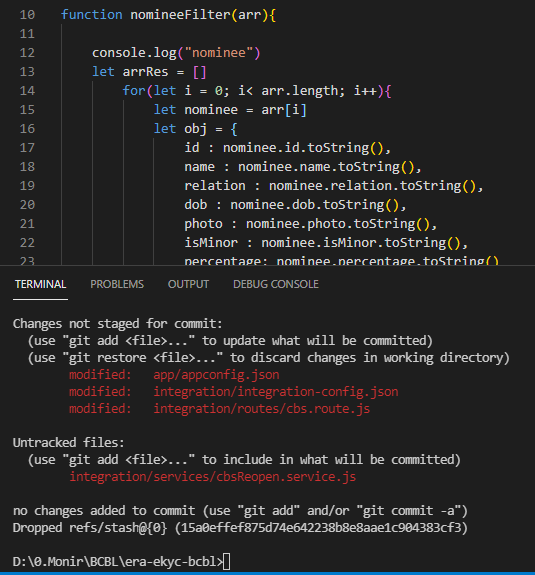 10 function nomineeFilter(arr){
11
12 console.log("nominee")
13 let arrRes = []
14 for(let i = 0; i< arr.length; i++){
15 let nominee = arr[i]
16 let obj = {
17 id : nominee.id.toString(),
18 name : nominee.name.toString(),
19 relation : nominee.relation.toString(),
20 dob : nominee.dob.toString(),
21 photo : nominee.photo.toString(),
22 isMinor : nominee.isMinor.toString(),
23 percentage: nominee.percentage.toString()
TERMINAL PROBLEMS OUTPUT DEBUG CONSOLE
Changes not staged for commit:
(use "git add <file>..." to update what will be committed)
(use "git restore <file>..." to discard changes in working directory)
modified: app/appconfig.json
modified: integration/integration-config.json
modified: integration/routes/cbs.route.js
Untracked files:
(use "git add <file>..." to include in what will be committed)
integration/services/cbsReopen.service.js
no changes added to commit (use "git add" and/or "git commit -a")
Dropped refs/stash@{0} (15a0effef875d74e642238b8e8aae1c904383cf3)
D:\0.Monir\BCBL\era-ekyc-bcbl>